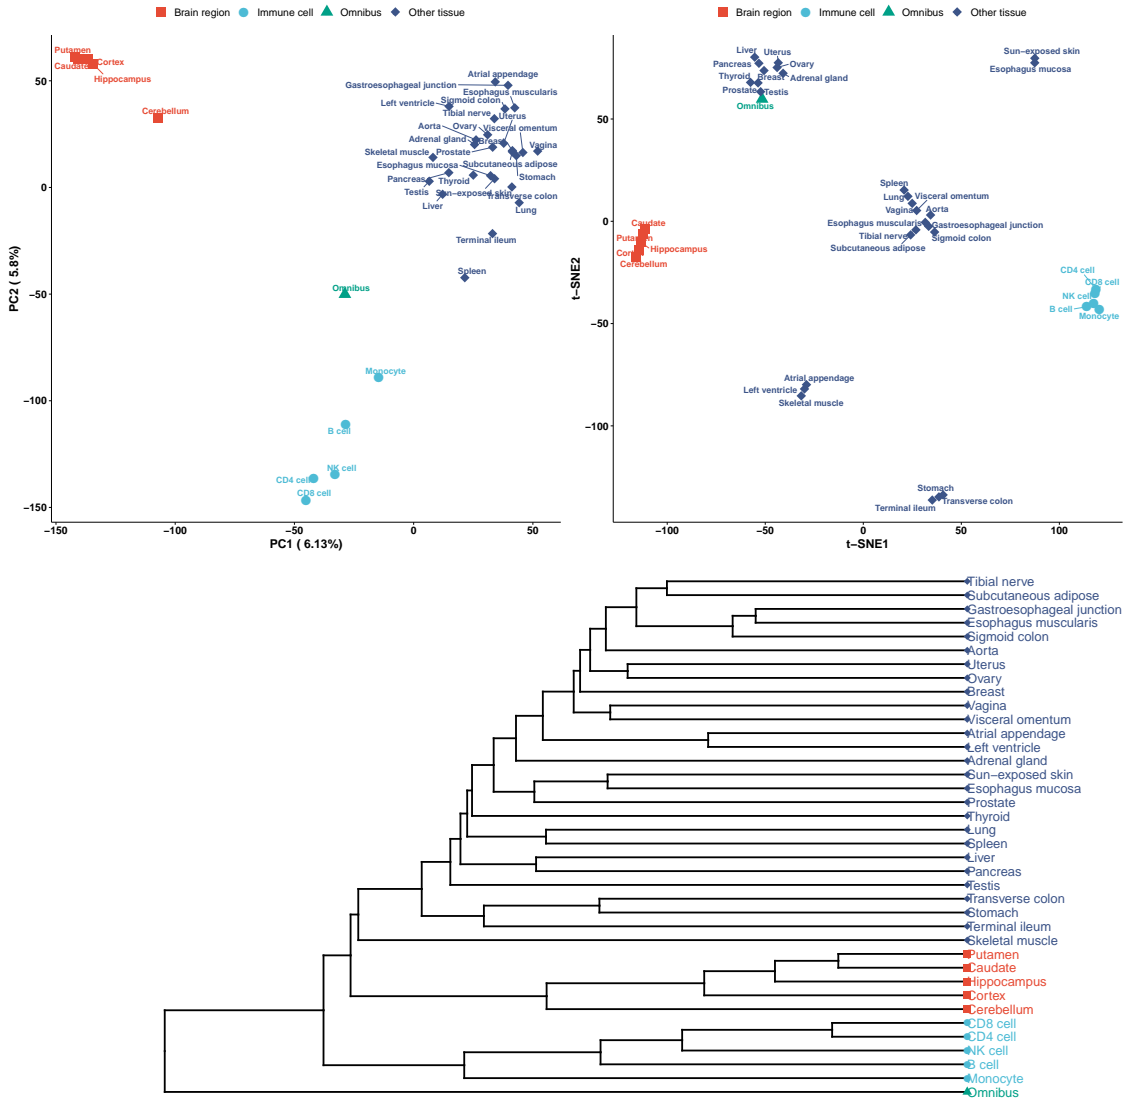 Brain region Immune cell Omnibus Other tissue
Putamen
Caudate
Cortex
Hippocampus
Cerebellum
Atrial appendage
Gastroesophageal junction
Esophagus muscularis
Left ventricle
Sigmoid colon
Tibial nerve
Uterus
Aorta
Ovary
Visceral omentum
Adrenal gland
Breast
Vagina
Skeletal muscle
Prostate
Esophagus mucosa
Subcutaneous adipose
Pancreas
Thyroid
Stomach
Testis
Sun−exposed skin
Transverse colon
Liver
Lung
Terminal ileum
Spleen
Omnibus
Monocyte
B cell
NK cell
CD4 cell
CD8 cell
50
0
−50
−100
−150
−150 −100 −50 0 50
PC1 ( 6.13%)
PC2 ( 5.8%)
Brain region Immune cell Omnibus Other tissue
Liver
Uterus
Sun−exposed skin
Pancreas
Ovary
Esophagus mucosa
Thyroid
Breast
Adrenal gland
Prostate
Testis
Omnibus
Spleen
Lung
Visceral omentum
Vagina
Aorta
Caudate
Esophagus muscularis
Gastroesophageal junction
Putamen
Tibial nerve
Sigmoid colon
Hippocampus
Subcutaneous adipose
Cortex
Cerebellum
CD4 cell
CD8 cell
NK cell
B cell
Monocyte
Atrial appendage
Left ventricle
Skeletal muscle
Stomach
Transverse colon
Terminal ileum
50
0
−50
−100
−100 −50 0 50 100
t−SNE1
t−SNE2
Tibial nerve
Subcutaneous adipose
Gastroesophageal junction
Esophagus muscularis
Sigmoid colon
Aorta
Uterus
Ovary
Breast
Vagina
Visceral omentum
Atrial appendage
Left ventricle
Adrenal gland
Sun−exposed skin
Esophagus mucosa
Prostate
Thyroid
Lung
Spleen
Liver
Pancreas
Testis
Transverse colon
Stomach
Terminal ileum
Skeletal muscle
Putamen
Caudate
Hippocampus
Cortex
Cerebellum
CD8 cell
CD4 cell
NK cell
B cell
Monocyte
Omnibus